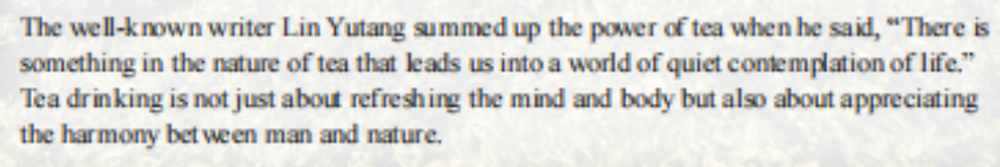 The well-known writer Lin Yutang summed up the power of tea when he said, “There is
something in the nature of tea that leads us into a world of quiet contemplation of life.”
Tea drinking is not just about refreshing the mind and body but also about appreciating
the harmony between man and nature.